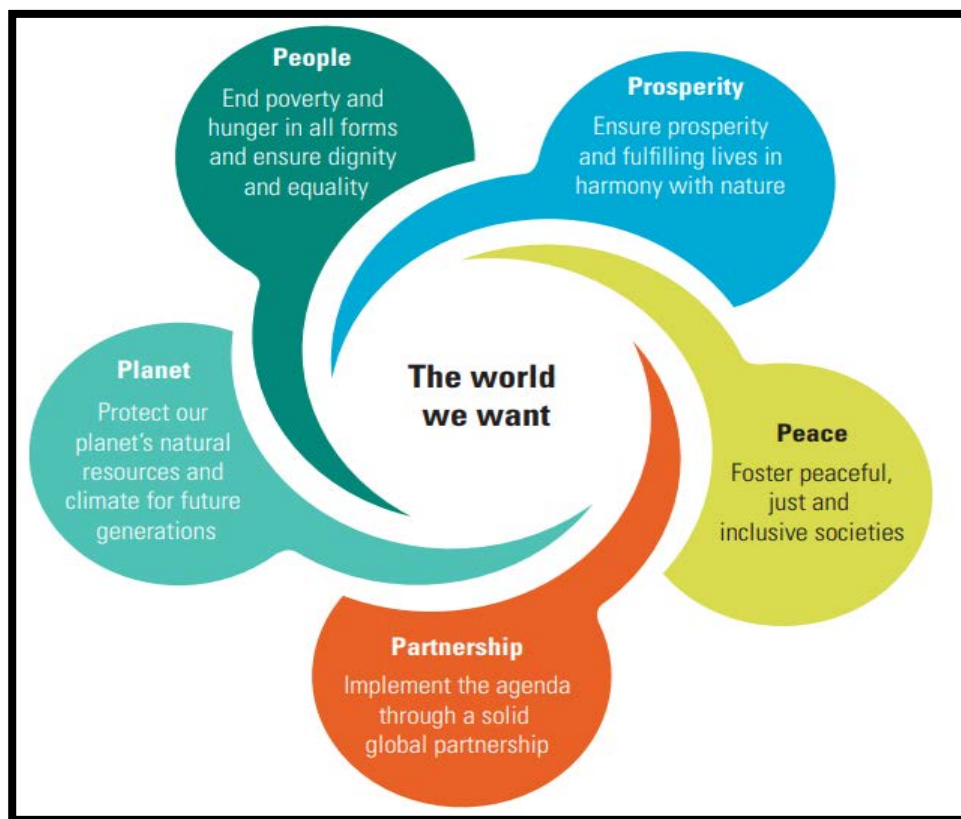 People
End poverty and
hunger in all forms
and ensure dignity
and equality
Prosperity
Ensure prosperity
and fulfilling lives in
harmony with nature
Planet
Protect our
planet's natural
resources and
climate for future
generations
The world
we want
Peace
Foster peaceful,
just and
inclusive societies
Partnership
Implement the agenda
through a solid
global partnership